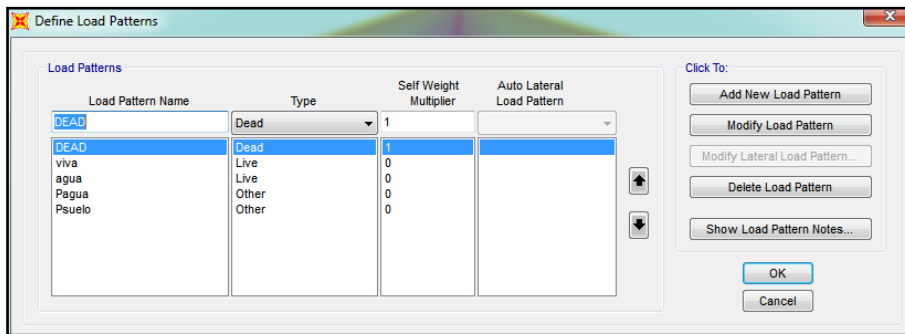 Define Load Patterns
Load Patterns
Load Pattern Name Type Self Weight Multiplier Auto Lateral Load Pattern
DEAD Dead 1
DEAD Dead 1
viva Live 0
agua Live 0
Pagua Other 0
Psuelo Other 0
Click To:
Add New Load Pattern
Modify Load Pattern
Modify Lateral Load Pattern...
Delete Load Pattern
Show Load Pattern Notes...
OK
Cancel